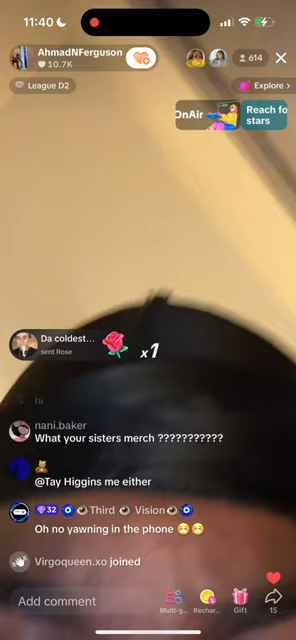 11:40
AhmadNFerguson
10.7K
614
League D2
Explore >
OnAir
Reach fo
stars
Da coldest...
sent Rose
x1
hi
nani.baker
What your sisters merch ???????????
@Tay Higgins me either
32 🧿👁Third 👁 Vision👁🧿
Oh no yawning in the phone 😷😷
Virgoqueen.xo joined
Add comment
Multi-g...
Rechar...
Gift
15